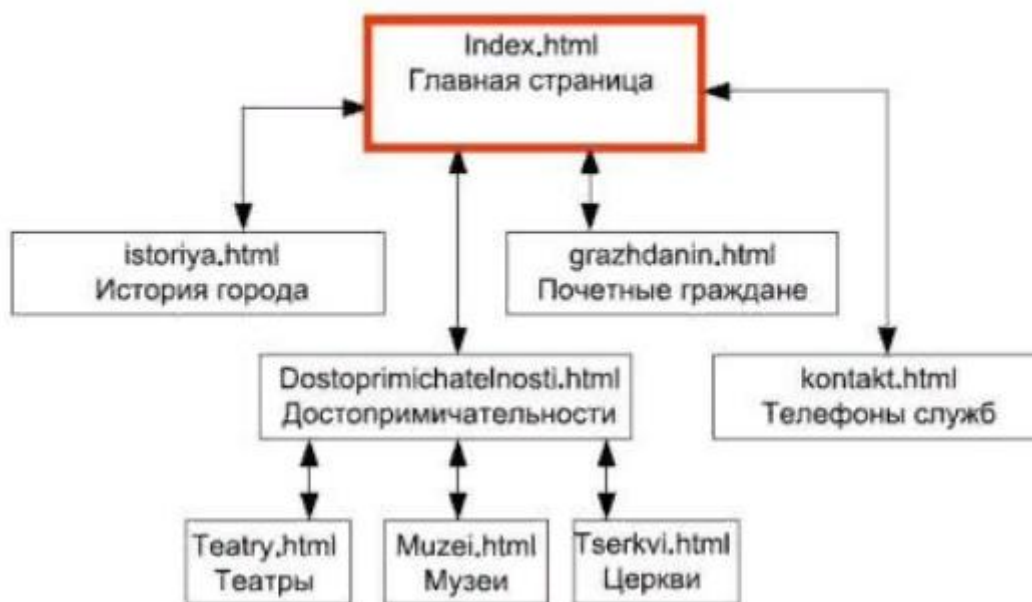 Index.html
Главная страница
istoriya.html
История города
grazhdanin.html
Почетные граждане
Dostoprimichatelnosti.html
Достопримичательности
kontakt.html
Телефоны служб
Teatry.html
Театры
Muzei.html
Музеи
Tserkvi.html
Церкви